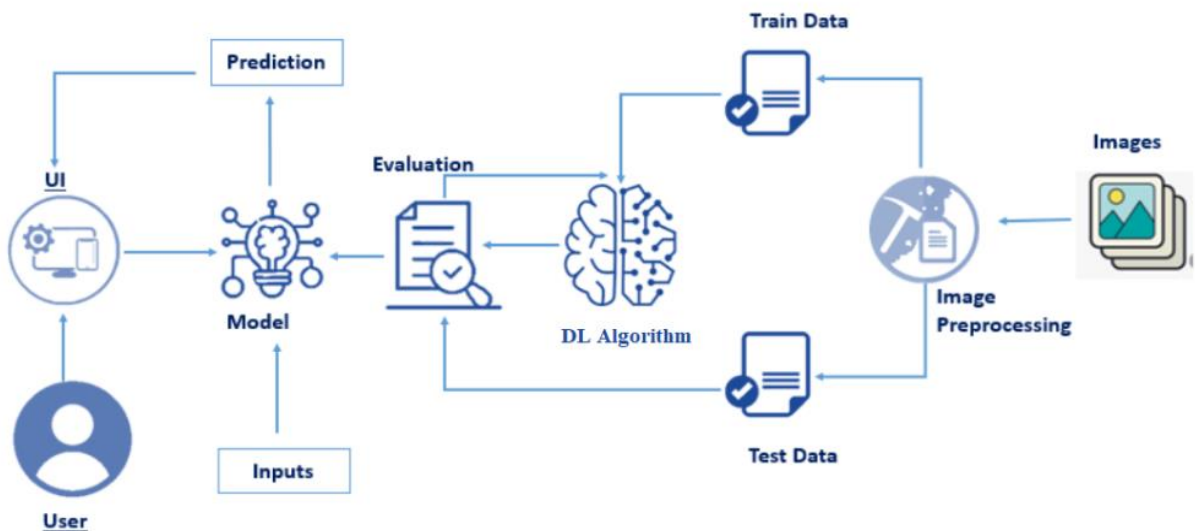 Train Data
Prediction
Images
Evaluation
UI
Image
Preprocessing
Model
DL Algorithm
Test Data
Inputs
User